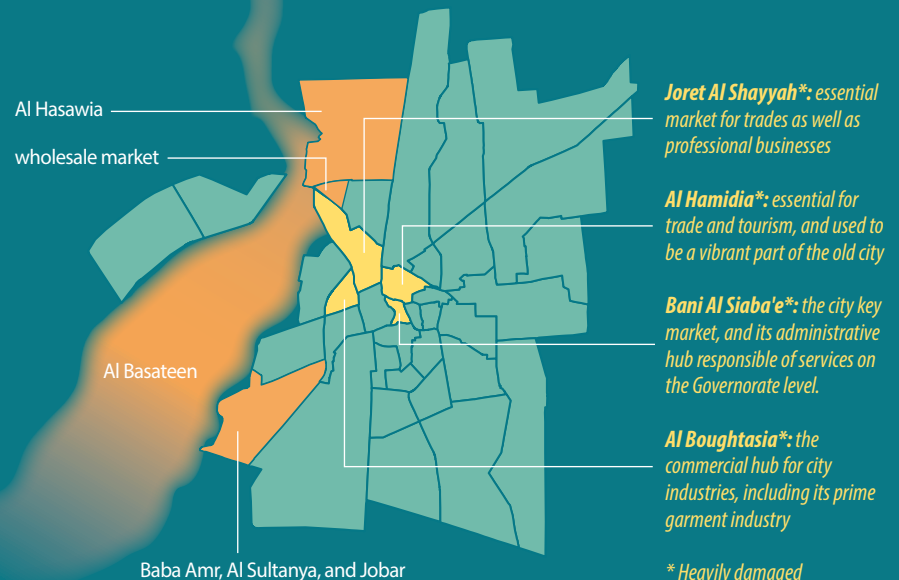 Al Hasawia
wholesale market
Al Basateen
Baba Amr, Al Sultanya, and Jobar
Joret Al Shayyah*: essential
market for trades as well as
professional businesses
Al Hamidia*: essential for
trade and tourism, and used to
be a vibrant part of the old city
Bani Al Siaba'e*: the city key
market, and its administrative
hub responsible of services on
the Governorate level.
Al Boughtasia*: the
commercial hub for city
industries, including its prime
garment industry
* Heavily damaged